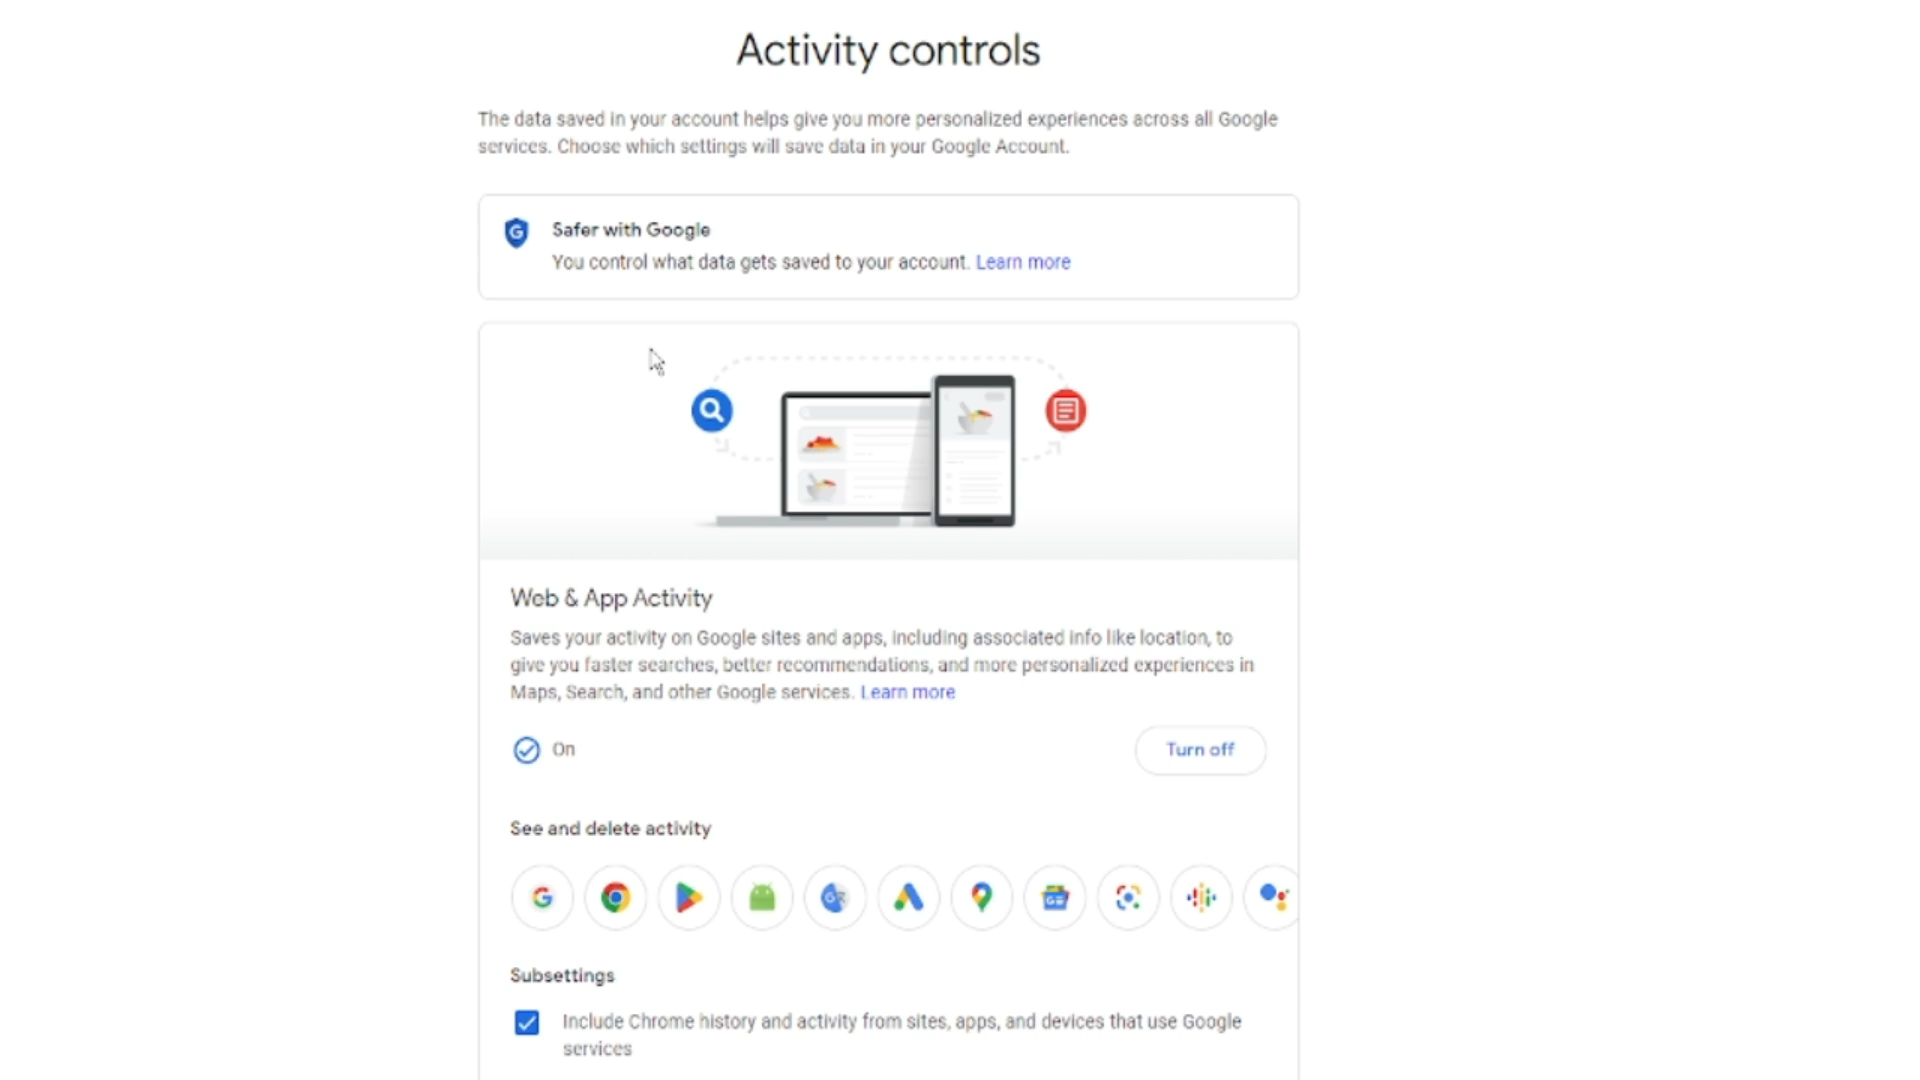 Activity controls
The data saved in your account helps give you more personalized experiences across all Google
services. Choose which settings will save data in your Google Account.
Safer with Google
You control what data gets saved to your account. Learn more
Web & App Activity
Saves your activity on Google sites and apps, including associated info like location, to
give you faster searches, better recommendations, and more personalized experiences in
Maps, Search, and other Google services. Learn more
On
Turn off
See and delete activity
Subsettings
Include Chrome history and activity from sites, apps, and devices that use Google
services